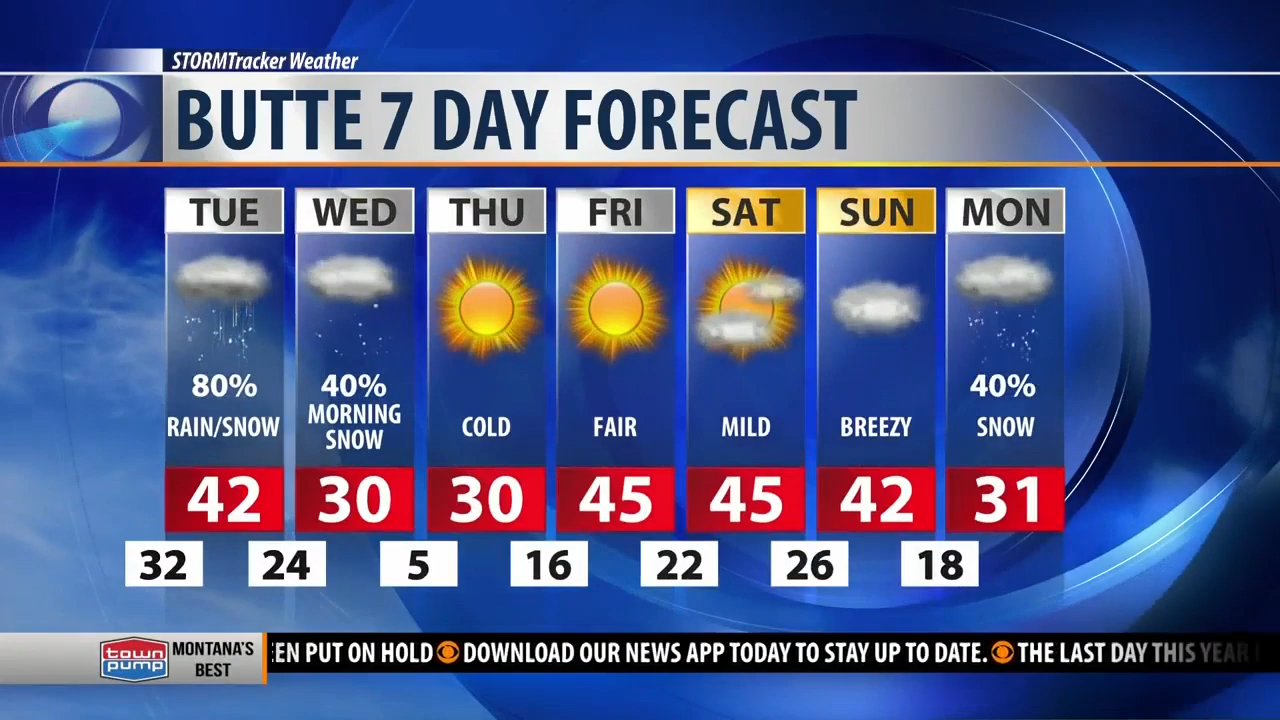 STORMTracker Weather
BUTTE 7 DAY FORECAST
TUE WED THU FRI SAT SUN MON
80% 40% 40%
RAIN/SNOW MORNING SNOW COLD FAIR MILD BREEZY SNOW
42 30 30 45 45 42 31
32 24 5 16 22 26 18
town pump
MONTANA'S BEST
EEN PUT ON HOLD DOWNLOAD OUR NEWS APP TODAY TO STAY UP TO DATE. THE LAST DAY THIS YEAR